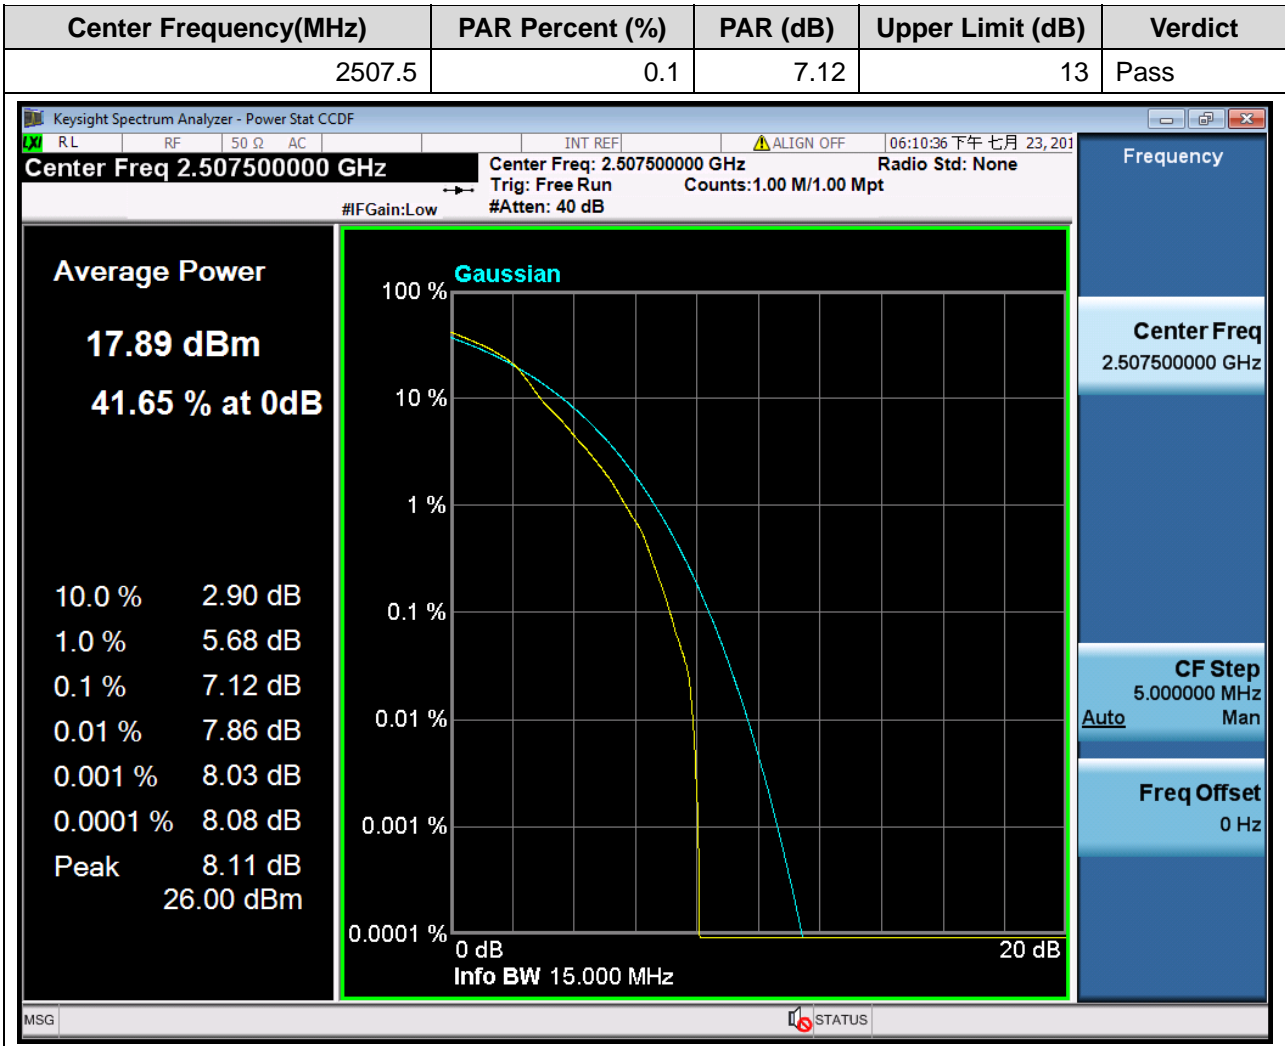 Center Frequency(MHz) PAR Percent (%) PAR (dB) Upper Limit (dB) Verdict
2507.5 0.1 7.12 13 Pass
Keysight Spectrum Analyzer - Power Stat CCDF
LXI RL RF 50 Ω AC INT REF ALIGN OFF 06:10:36 下午 七月 23, 201
Center Freq 2.507500000 GHz
Center Freq: 2.507500000 GHz Radio Std: None
Trig: Free Run Counts:1.00 M/1.00 Mpt
#IFGain:Low #Atten: 40 dB
Frequency
Average Power
17.89 dBm
41.65 % at 0dB
10.0 % 2.90 dB
1.0 % 5.68 dB
0.1 % 7.12 dB
0.01 % 7.86 dB
0.001 % 8.03 dB
0.0001 % 8.08 dB
Peak 8.11 dB
26.00 dBm
Gaussian
100 %
10 %
1 %
0.1 %
0.01 %
0.001 %
0.0001 %
0 dB 20 dB
Info BW 15.000 MHz
Center Freq
2.507500000 GHz
CF Step
5.000000 MHz
Auto Man
Freq Offset
0 Hz
MSG STATUS